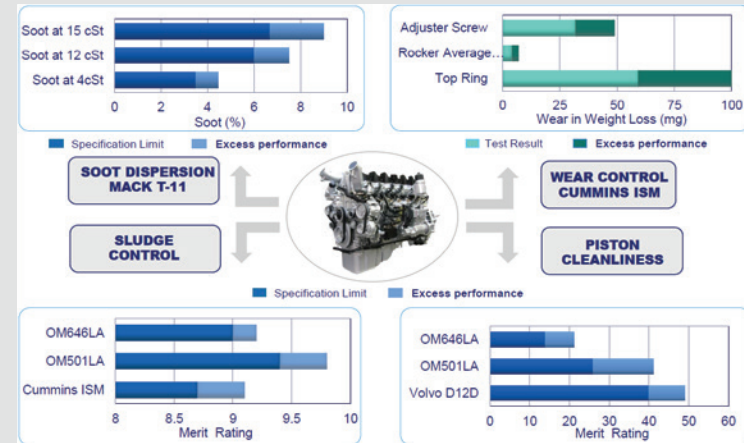 Soot at 15 cSt
Soot at 12 cSt
Soot at 4cSt
0 2 4 6 8 10
Soot (%)
Specification Limit Excess performance
Adjuster Screw
Rocker Average...
Top Ring
0 50 100
Wear in Weight Loss (mg)
Test Result Excess performance
SOOT DISPERSION
MACK T-11
WEAR CONTROL
CUMMINS ISM
SLUDGE
CONTROL
PISTON
CLEANLINESS
Specification Limit Excess performance
OM646LA
OM501LA
Cummins ISM
8 8.5 9 9.5 10
Merit Rating
OM646LA
OM501LA
Volvo D12D
0 10 20 30 40 50 60
Merit Rating